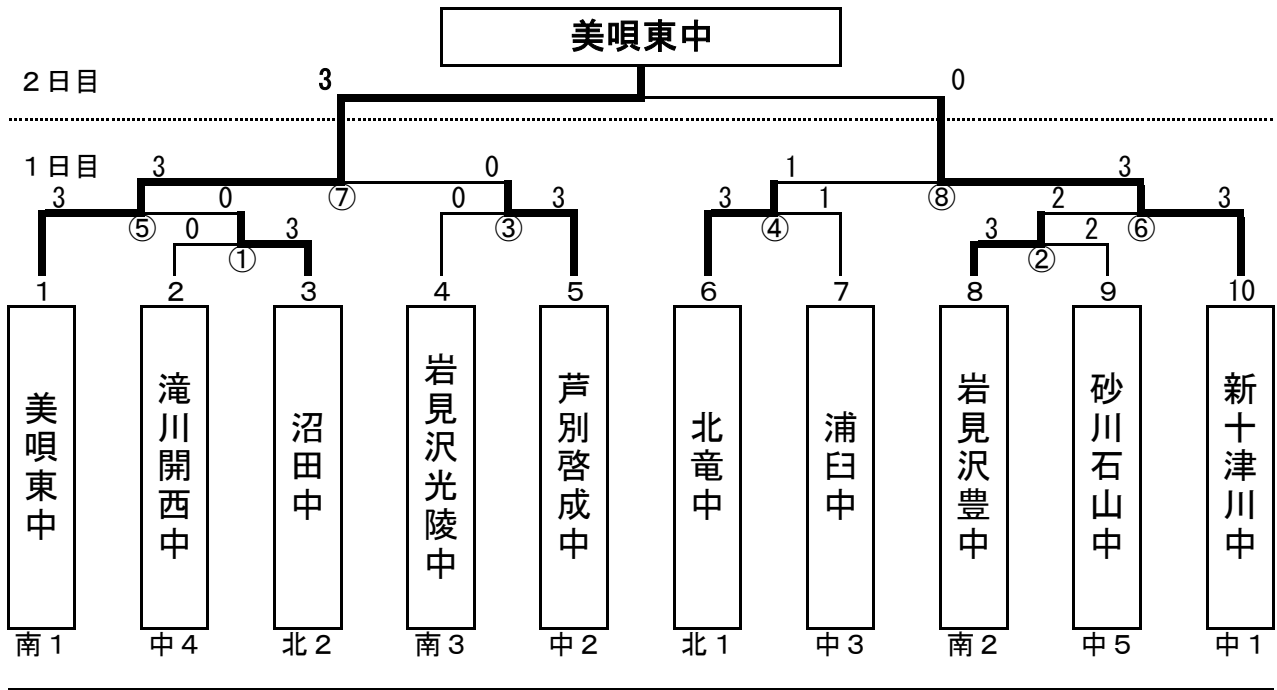 美唄東中
2日目 3 0
1日目 3 0 1 3
3 0 ⑦ 0 3 3 1 ⑧ 2 3
⑤ 0 3 ③ ④ 3 2 ⑥
① ②
1 2 3 4 5 6 7 8 9 10
美唄東中
滝川開西中
沼田中
岩見沢光陵中
芦別啓成中
北竜中
浦臼中
岩見沢豊中
砂川石山中
新十津川中
南1 中4 北2 南3 中2 北1 中3 南2 中5 中1